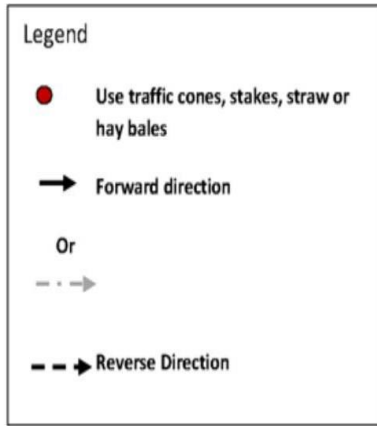 Legend
Use traffic cones, stakes, straw or
hay bales
Forward direction
Or
Reverse Direction